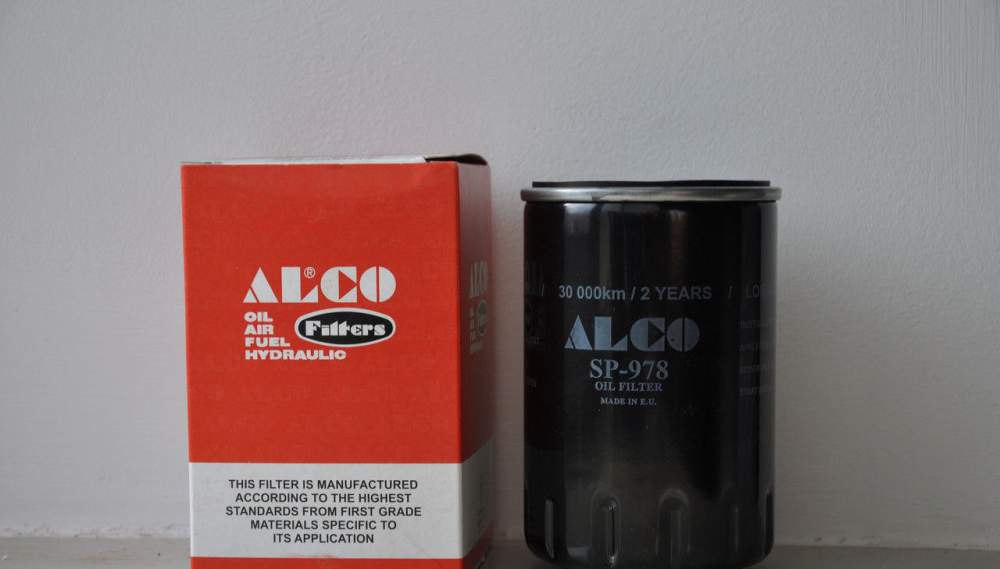 ALCO®
OIL
AIR
FUEL
HYDRAULIC
Filters
THIS FILTER IS MANUFACTURED
ACCORDING TO THE HIGHEST
STANDARDS FROM FIRST GRADE
MATERIALS SPECIFIC TO
ITS APPLICATION
/ 30 000km / 2 YEARS /
ALCO
SP-978
OIL FILTER
MADE IN E.U.